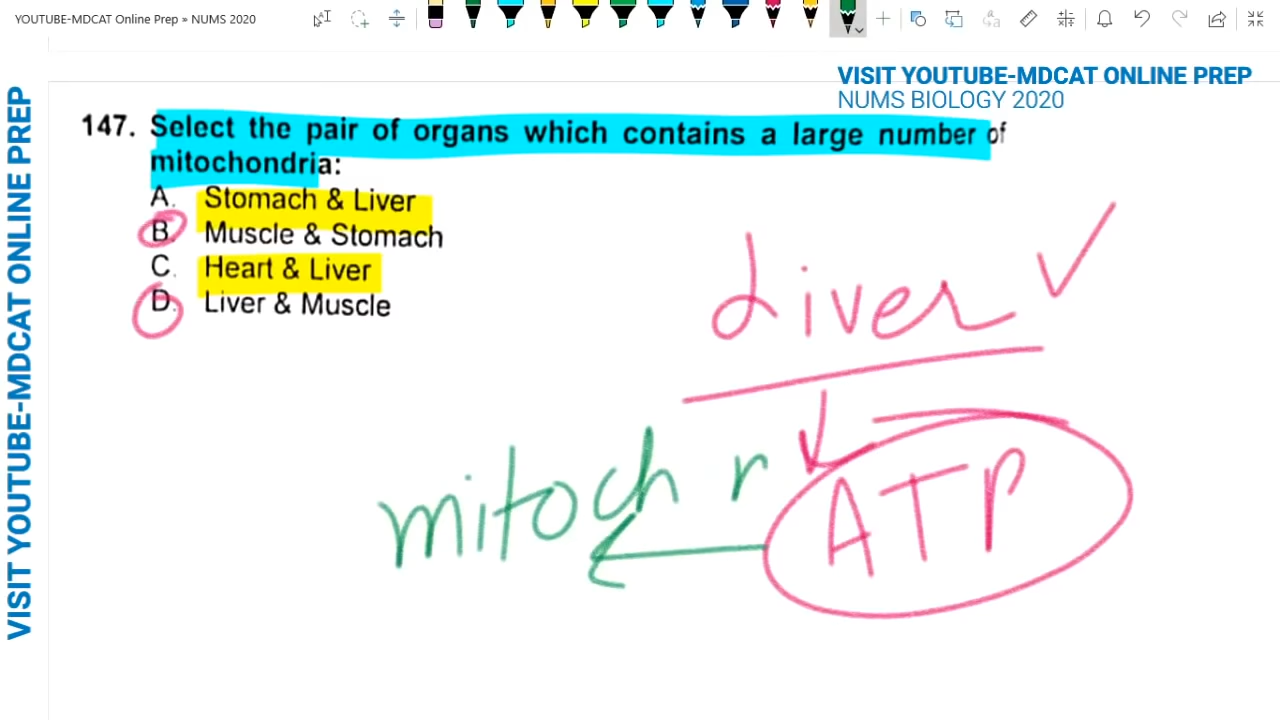 YOUTUBE-MDCAT Online Prep » NUMS 2020
VISIT YOUTUBE-MDCAT ONLINE PREP
NUMS BIOLOGY 2020
VISIT YOUTUBE-MDCAT ONLINE PREP
147. Select the pair of organs which contains a large number of
mitochondria:
A. Stomach & Liver
B. Muscle & Stomach
C. Heart & Liver
D. Liver & Muscle
Liver
mitoch r
ATP